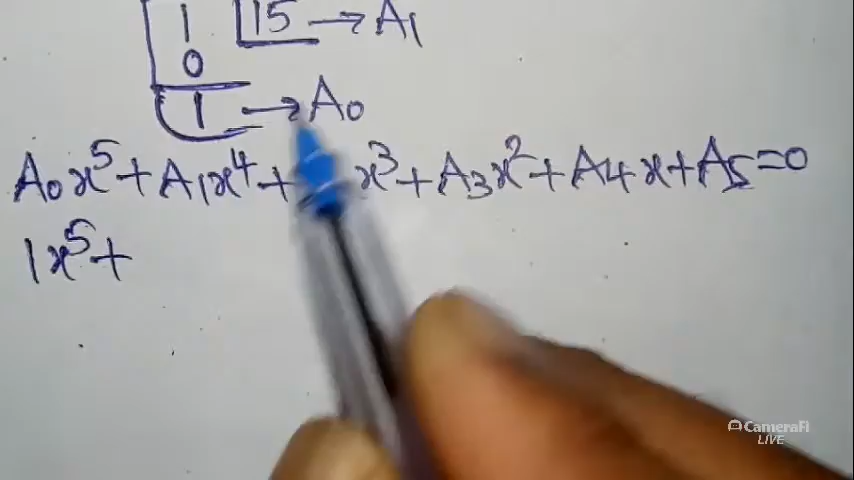 1 15 → A1
0
1 → A0
A0x⁵+A1x⁴+ x³+A3x²+A4x+A5=0
1x⁵+
CameraFi
LIVE